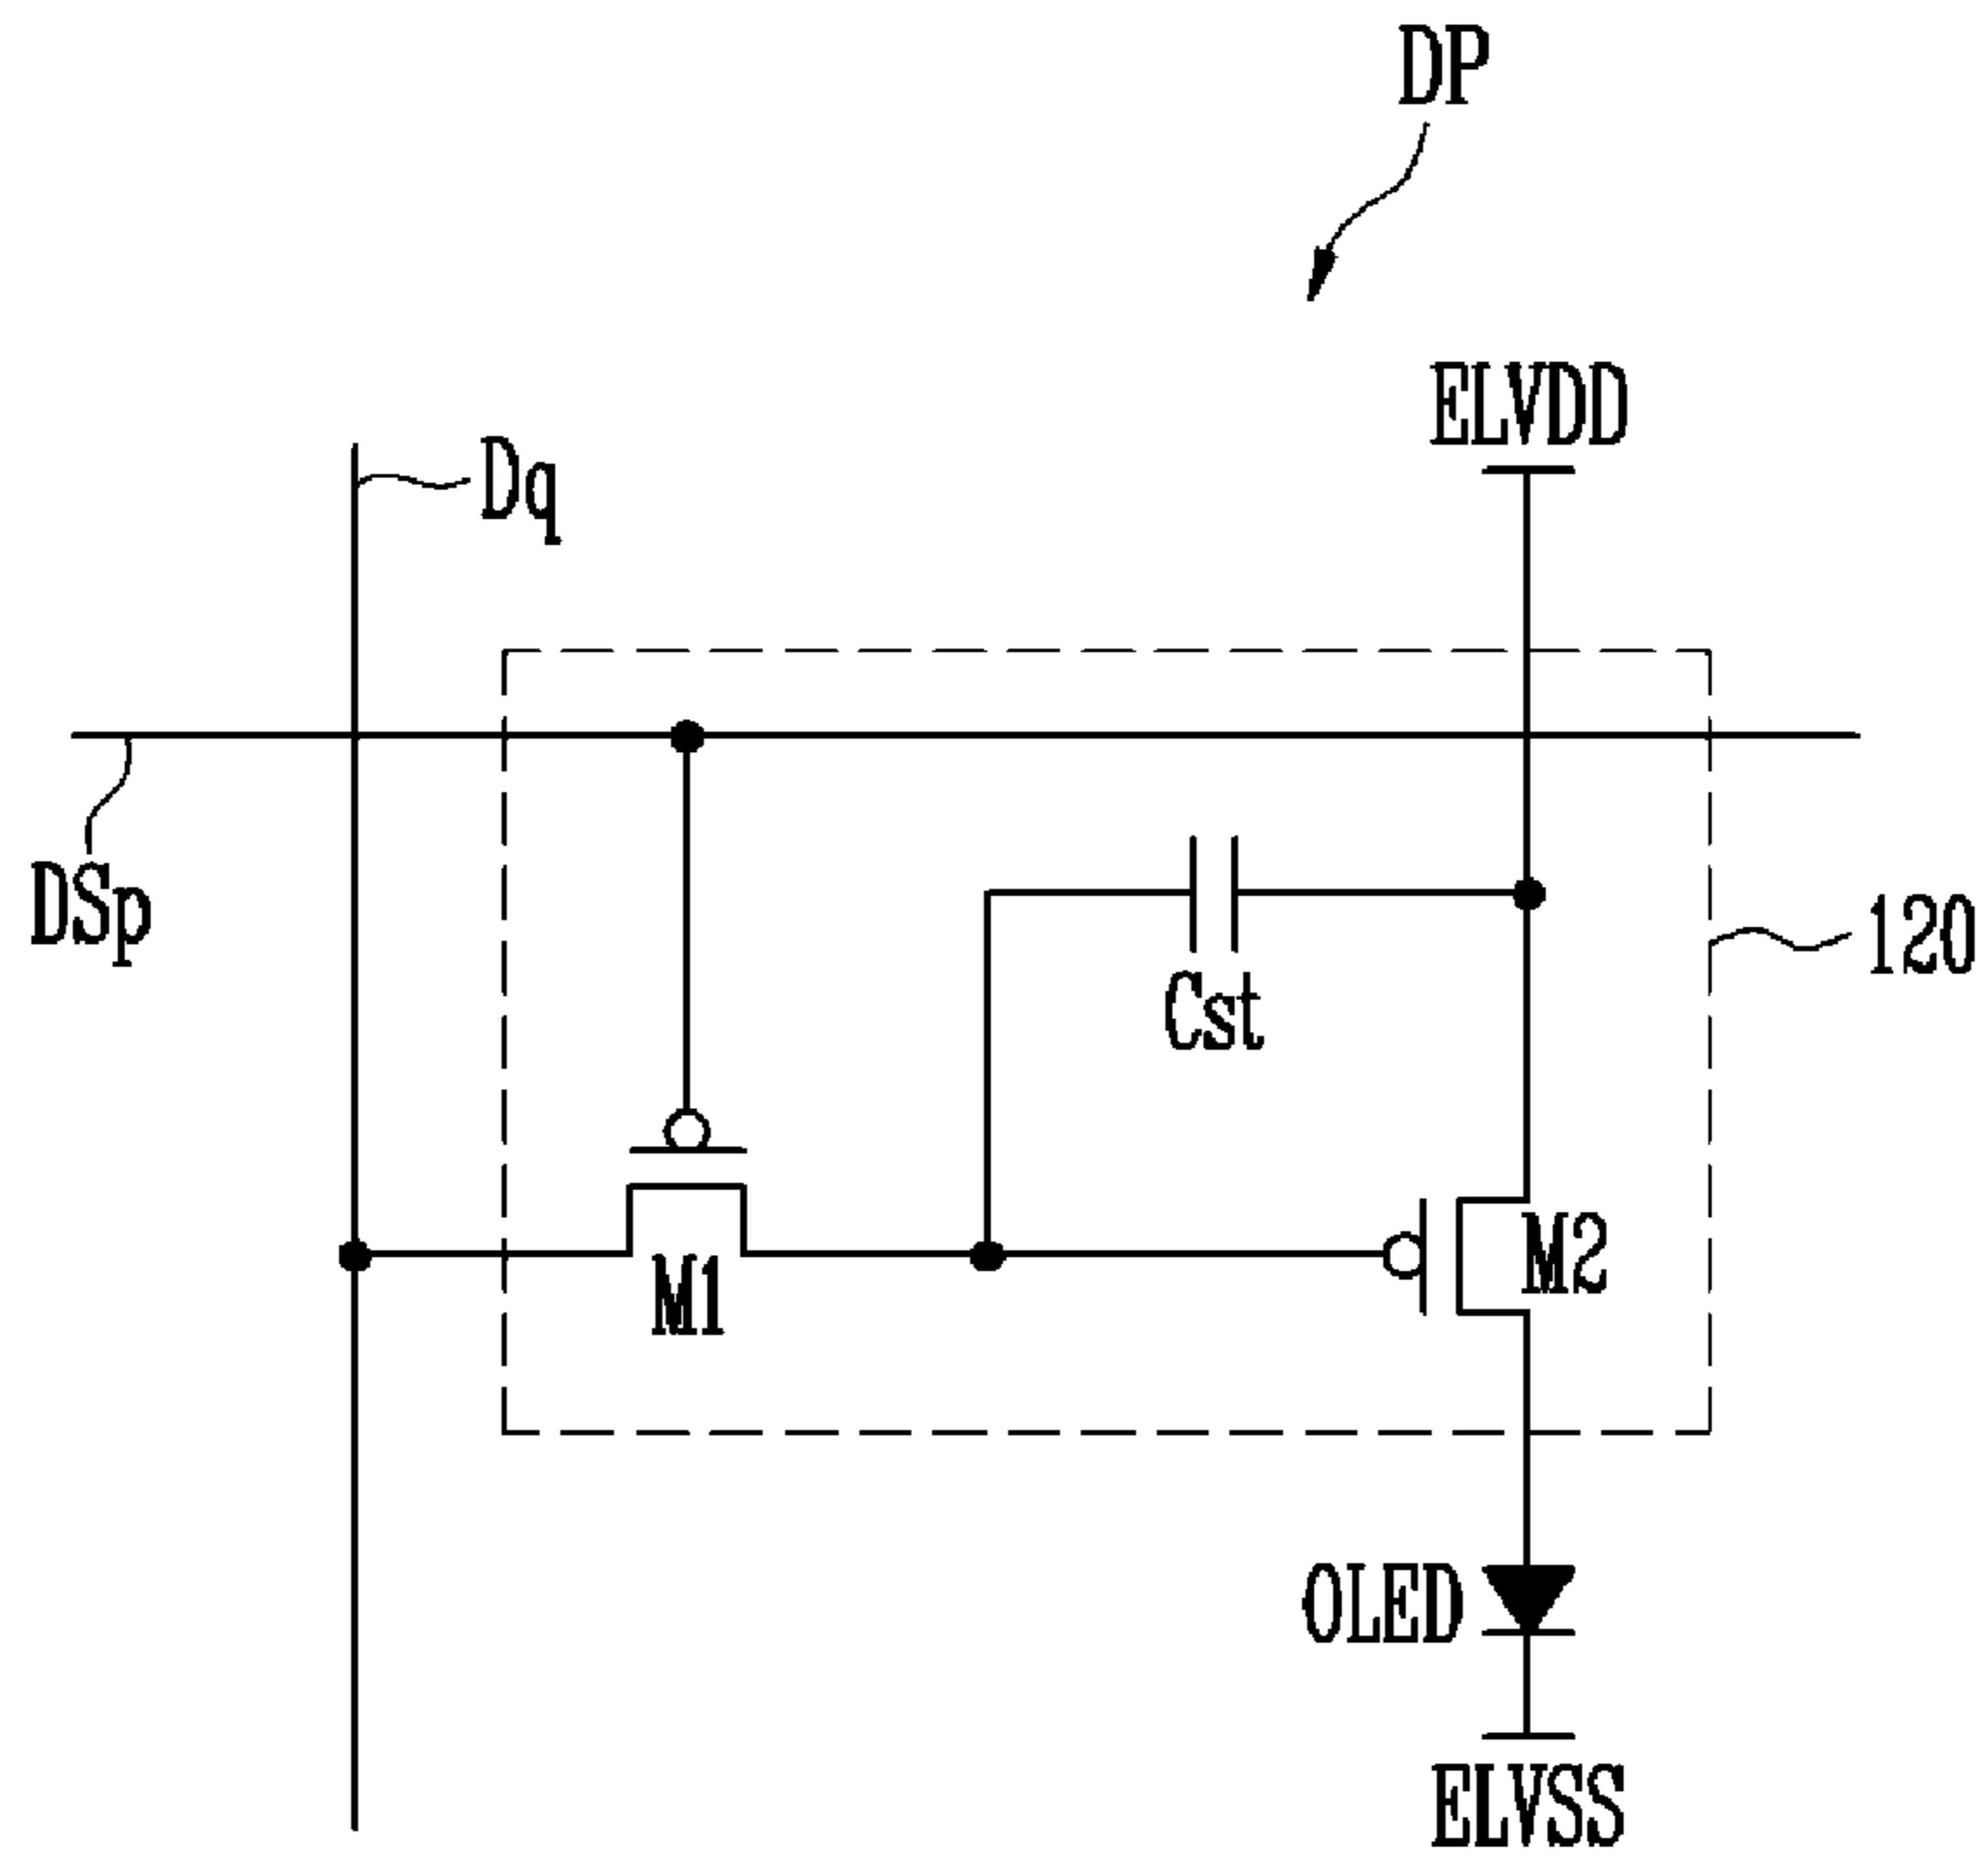 DP
ELVDD
Dq
DSp
120
Cst
M2
M1
OLED
ELVSS